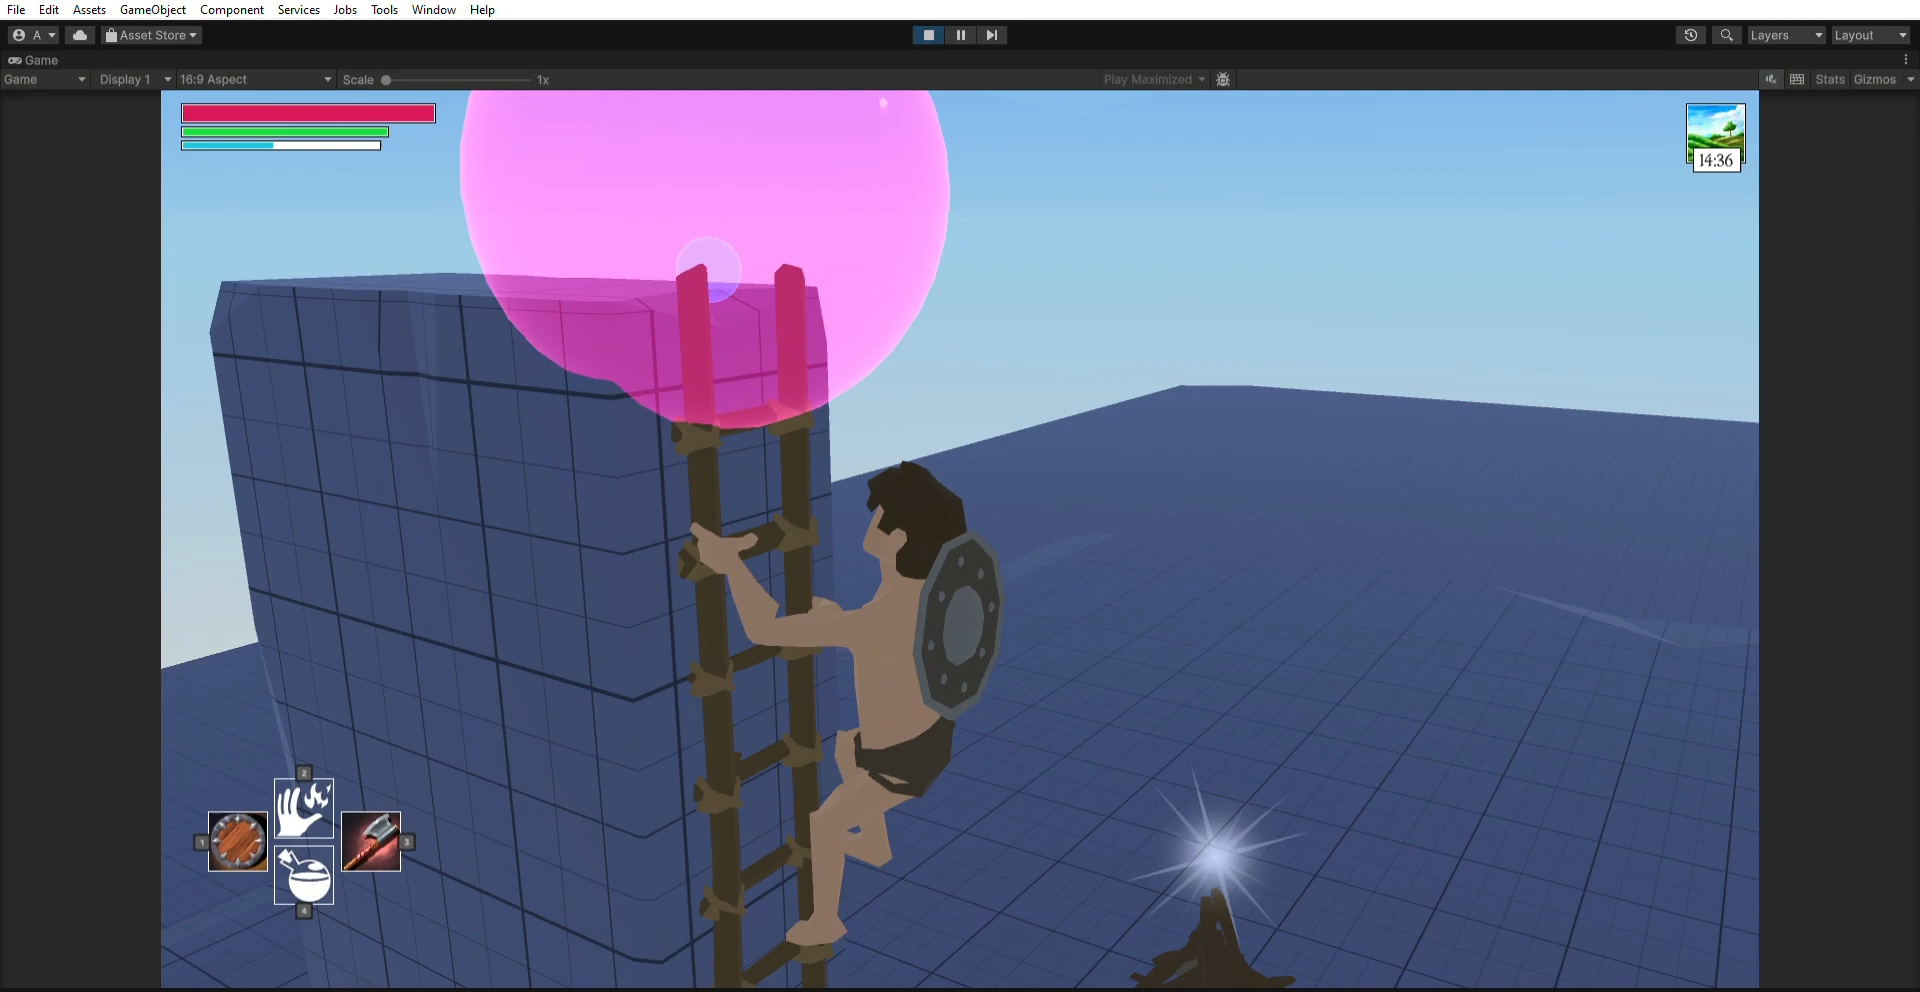 File Edit Assets GameObject Component Services Jobs Tools Window Help
A Asset Store Layers Layout
Game
Game Display 1 16:9 Aspect Scale 1x Play Maximized Stats Gizmos
14:36
2
1 3
4